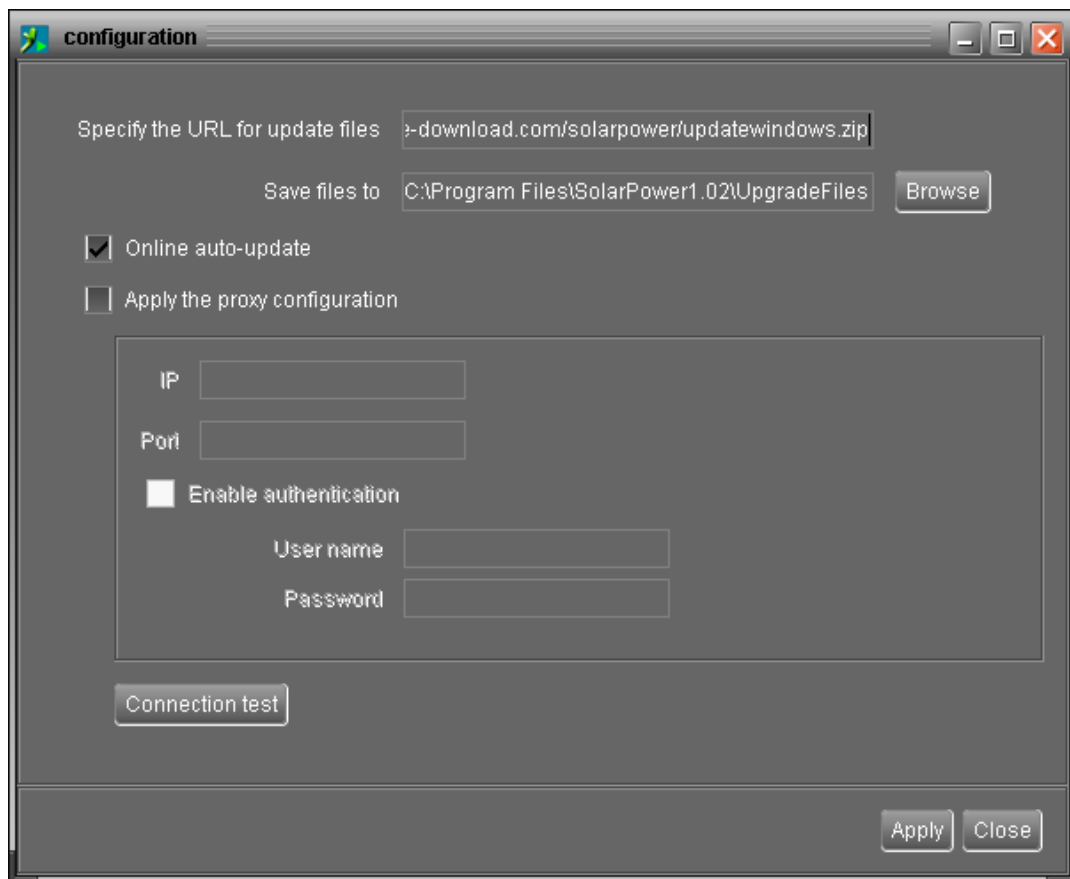 configuration
Specify the URL for update files e-download.com/solarpower/updatewindows.zip
Save files to C:\Program Files\SolarPower1.02\UpgradeFiles Browse
Online auto-update
Apply the proxy configuration
IP
Port
Enable authentication
User name
Password
Connection test
Apply Close